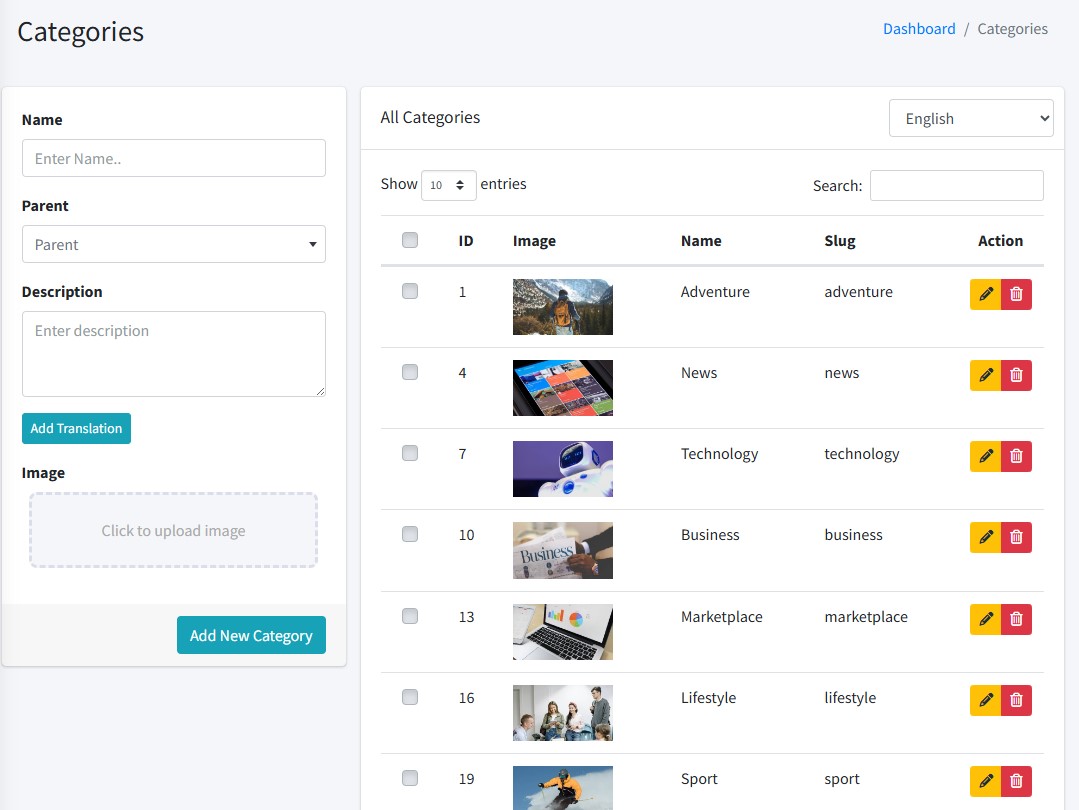 Categories
Dashboard / Categories
Name
Enter Name..
Parent
Parent
Description
Enter description
Add Translation
Image
Click to upload image
Add New Category
All Categories
English
Show 10 entries
Search:
ID Image Name Slug Action
1 Adventure adventure
4 News news
7 Technology technology
10 Business business
Business
13 Marketplace marketplace
16 Lifestyle lifestyle
19 Sport sport